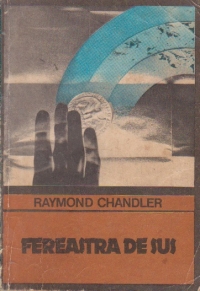 RAYMOND CHANDLER
FEREASTRA DE SUS